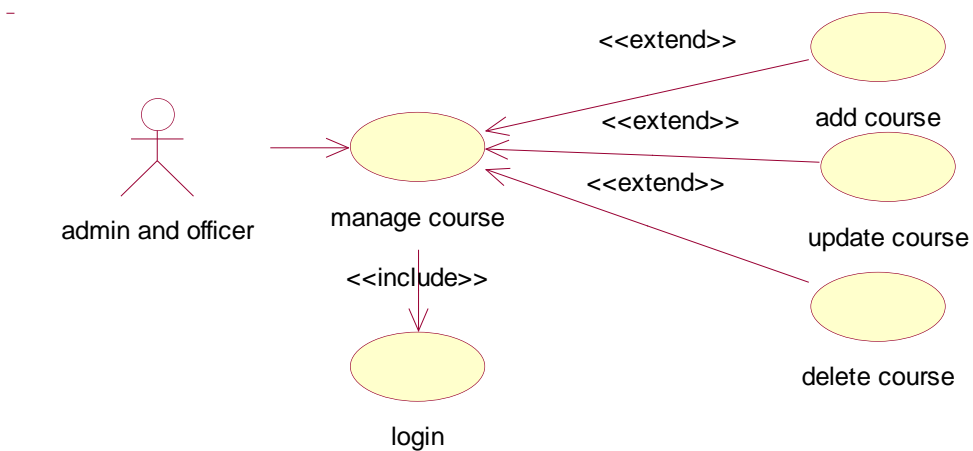 <<extend>>
add course
<<extend>>
admin and officer
manage course
<<extend>>
update course
<<include>>
delete course
login